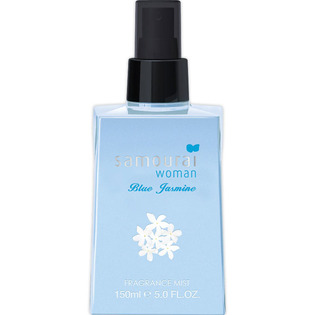 samourai
woman
Blue Jasmine
FRAGRANCE MIST
150ml ℮ 5.0 FL.OZ.